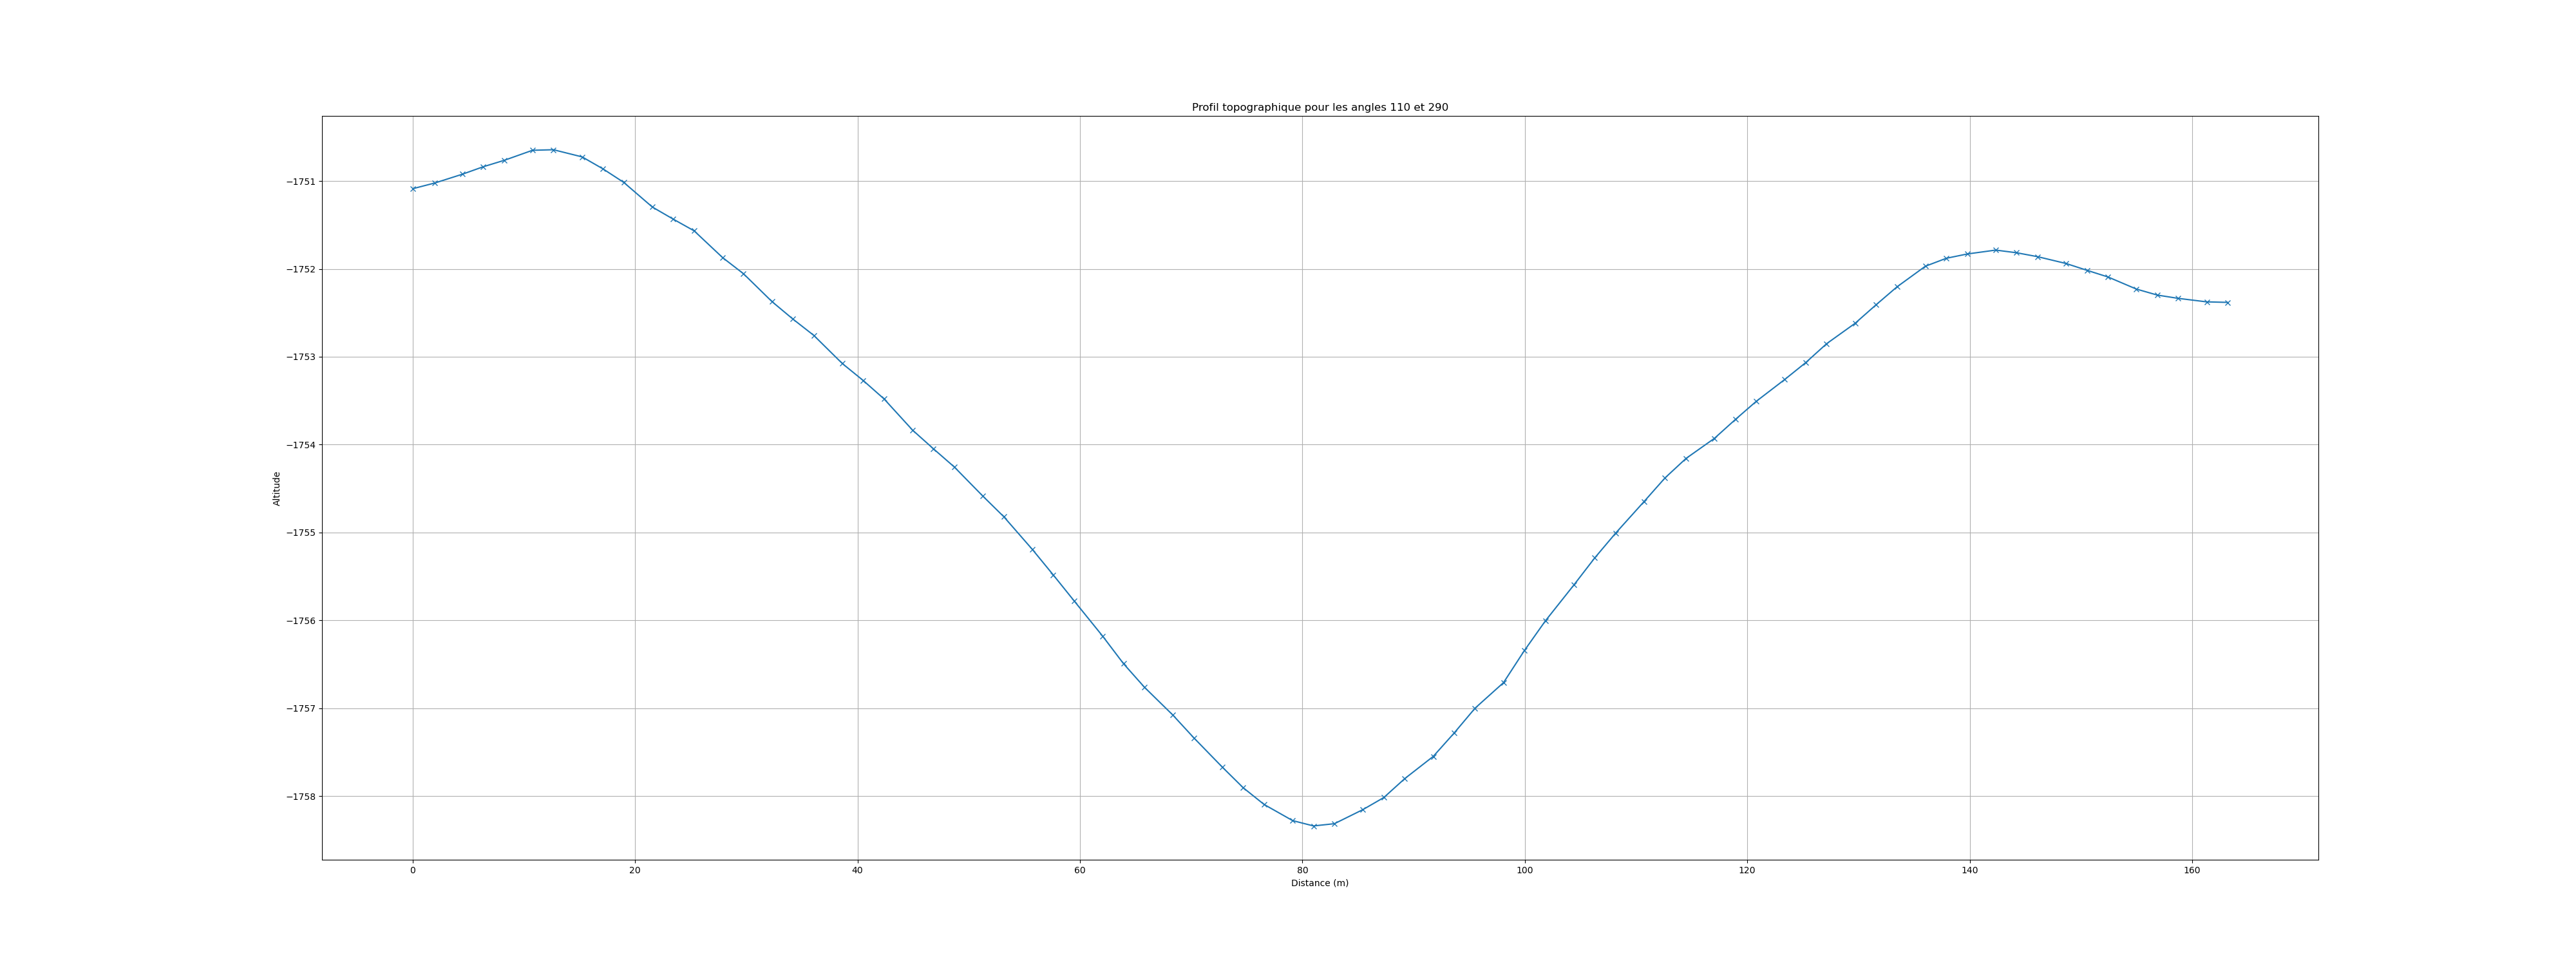 Profil topographique pour les angles 110 et 290
Altitude
−1751
−1752
−1753
−1754
−1755
−1756
−1757
−1758
0 20 40 60 80 100 120 140 160
Distance (m)